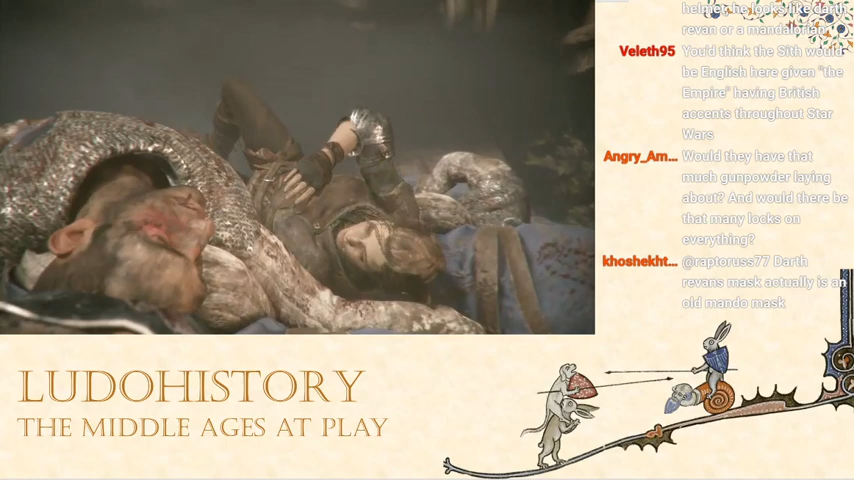 helmet, he looks like darth
revan or a mandalorian
Veleth95 You'd think the Sith would
be English here given "the
Empire" having British
accents throughout Star
Wars
Angry_Am... Would they have that
much gunpowder laying
about? And would there be
that many locks on
everything?
khoshekht... @raptoruss77 Darth
revans mask actually is an
old mando mask
LUDOHISTORY
THE MIDDLE AGES AT PLAY